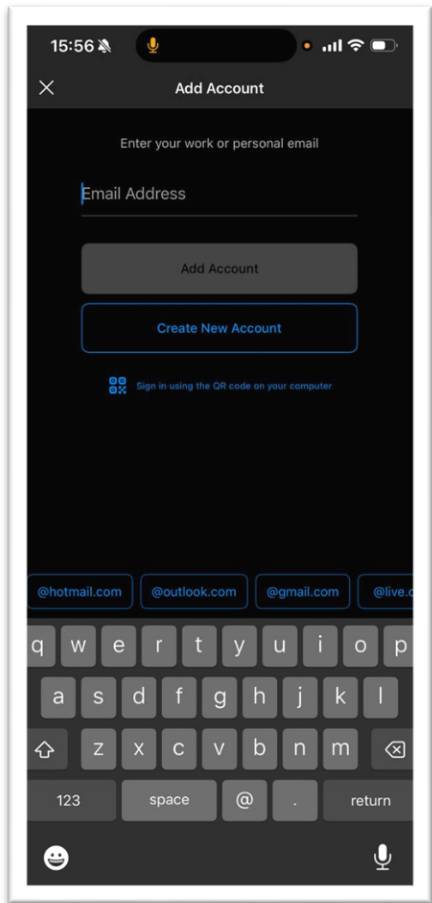 15:56
Add Account
Enter your work or personal email
Email Address
Add Account
Create New Account
Sign in using the QR code on your computer
@hotmail.com @outlook.com @gmail.com @live.c
q w e r t y u i o p
a s d f g h j k l
z x c v b n m
123 space @ . return